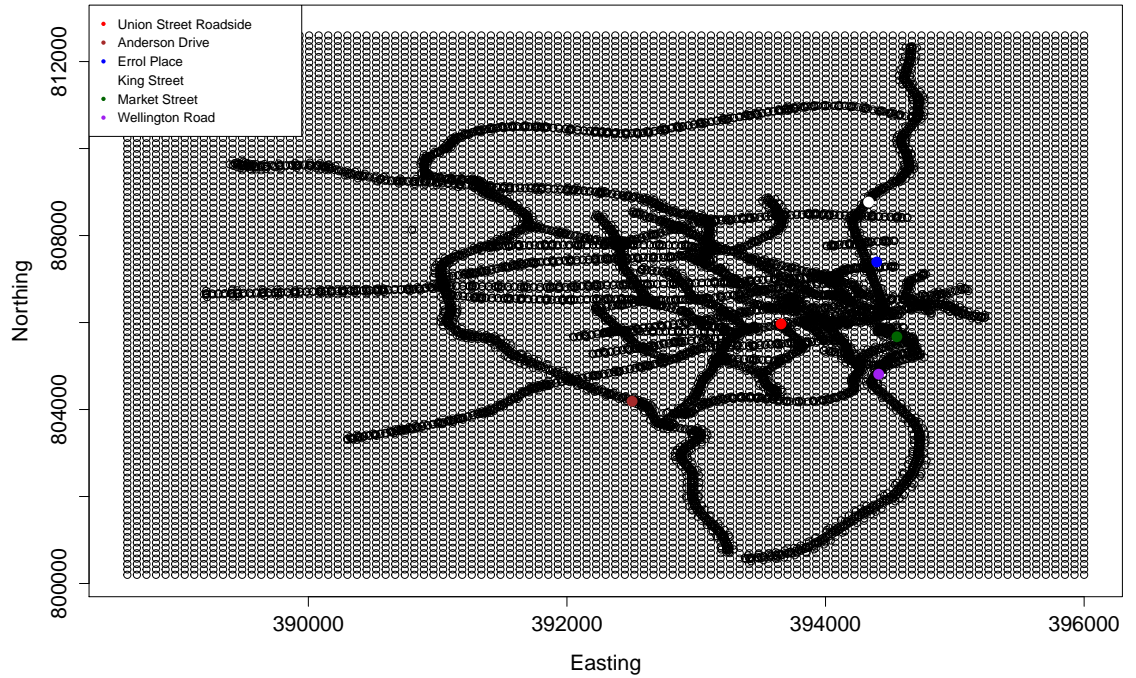 Union Street Roadside
Anderson Drive
Errol Place
King Street
Market Street
Wellington Road
812000
808000
804000
800000
Northing
390000 392000 394000 396000
Easting